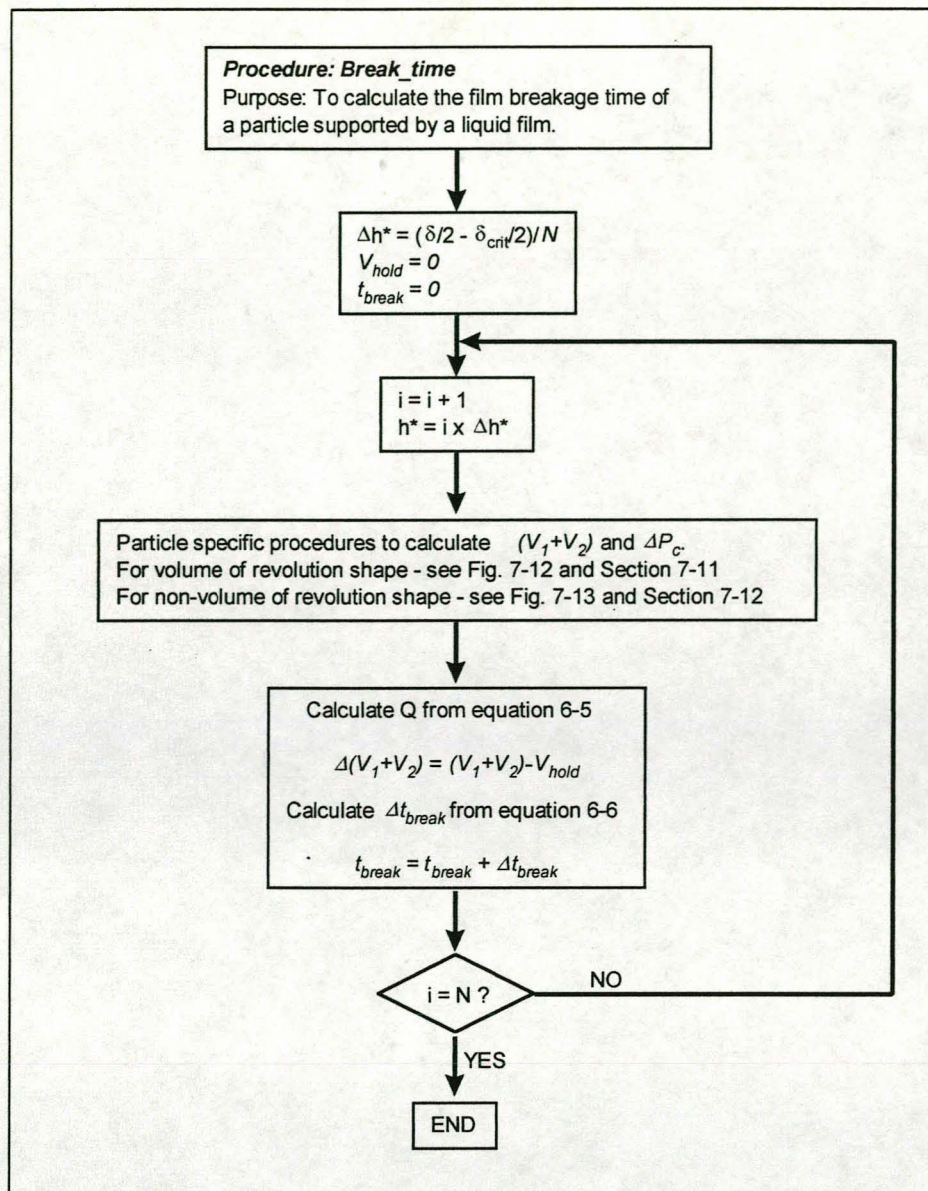 Procedure: Break_time
Purpose: To calculate the film breakage time of
a particle supported by a liquid film.
Δh* = (δ/2 - δcrit/2)/N
Vhold = 0
tbreak = 0
i = i + 1
h* = i x Δh*
Particle specific procedures to calculate (V1+V2) and ΔPc.
For volume of revolution shape - see Fig. 7-12 and Section 7-11
For non-volume of revolution shape - see Fig. 7-13 and Section 7-12
Calculate Q from equation 6-5
Δ(V1+V2) = (V1+V2)-Vhold
Calculate Δtbreak from equation 6-6
tbreak = tbreak + Δtbreak
i = N ?
NO
YES
END